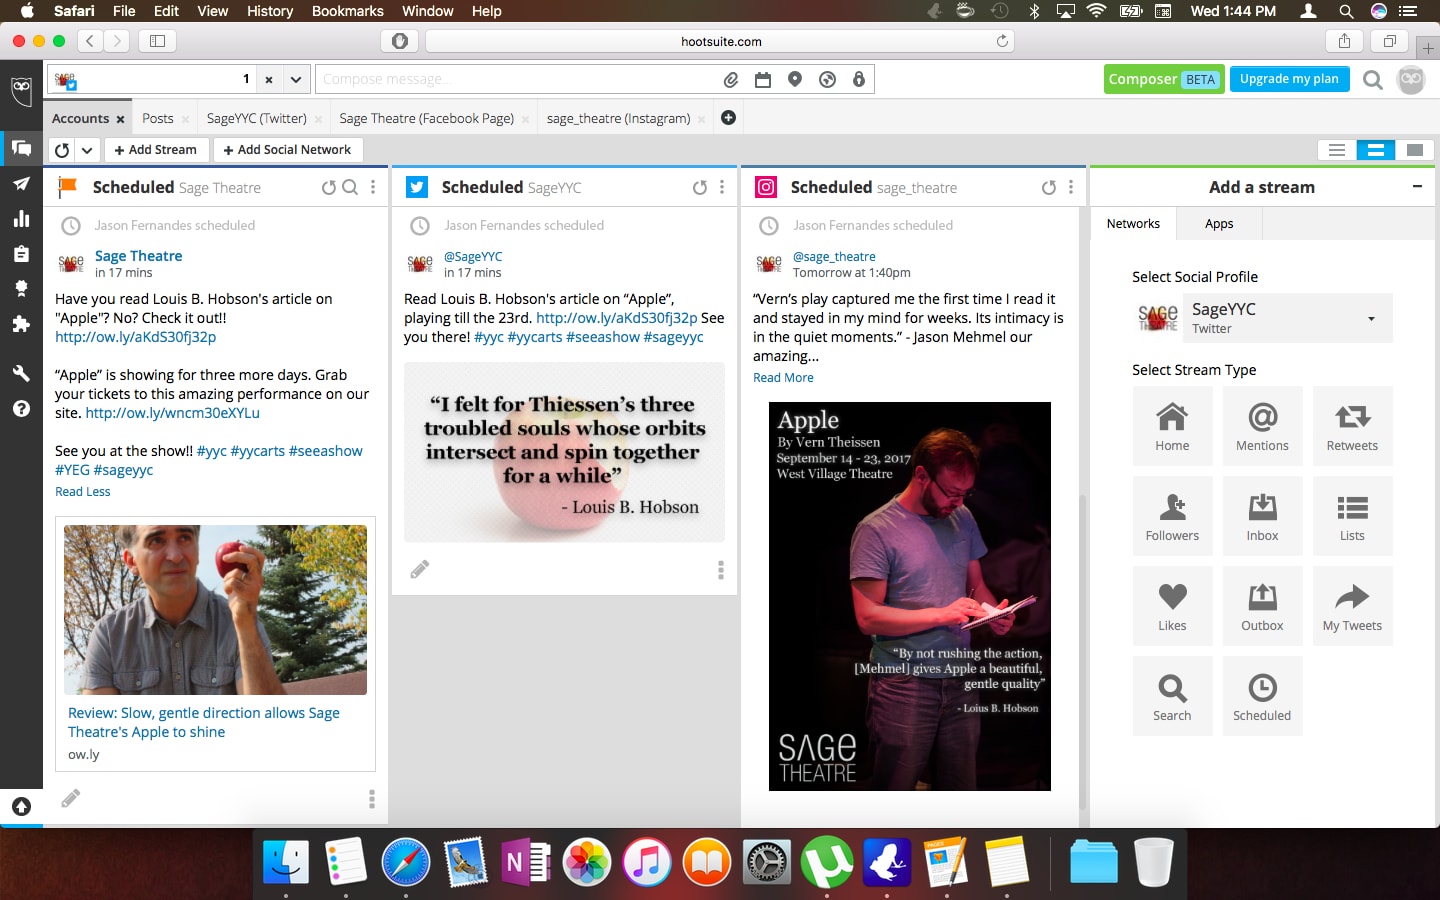 Safari File Edit View History Bookmarks Window Help
Wed 1:44 PM
hootsuite.com
SAGE
1
Compose message...
Composer BETA
Upgrade my plan
Accounts
Posts
SageYYC (Twitter)
Sage Theatre (Facebook Page)
sage_theatre (Instagram)
+ Add Stream
+ Add Social Network
Scheduled Sage Theatre
Jason Fernandes scheduled
SAGE
THEATRE
Sage Theatre
in 17 mins
Have you read Louis B. Hobson's article on
"Apple"? No? Check it out!!
http://ow.ly/aKdS30fj32p
“Apple” is showing for three more days. Grab
your tickets to this amazing performance on our
site. http://ow.ly/wncm30eXYLu
See you at the show!! #yyc #yycarts #seeashow
#YEG #sageyyc
Read Less
Review: Slow, gentle direction allows Sage
Theatre's Apple to shine
ow.ly
Scheduled SageYYC
Jason Fernandes scheduled
SAGE
THEATRE
@SageYYC
in 17 mins
Read Louis B. Hobson's article on “Apple”,
playing till the 23rd. http://ow.ly/aKdS30fj32p See
you there! #yyc #yycarts #seeashow #sageyyc
“I felt for Thiessen’s three
troubled souls whose orbits
intersect and spin together
for a while”
- Louis B. Hobson
Scheduled sage_theatre
Jason Fernandes scheduled
SAGE
THEATRE
@sage_theatre
Tomorrow at 1:40pm
“Vern’s play captured me the first time I read it
and stayed in my mind for weeks. Its intimacy is
in the quiet moments.” - Jason Mehmel our
amazing...
Read More
Apple
By Vern Theissen
September 14 - 23, 2017
West Village Theatre
“By not rushing the action,
[Mehmel] gives Apple a beautiful,
gentle quality”
- Loius B. Hobson
SAGE
THEATRE
Add a stream
Networks
Apps
Select Social Profile
SAGE
THEATRE
SageYYC
Twitter
Select Stream Type
Home
Mentions
Retweets
Followers
Inbox
Lists
Likes
Outbox
My Tweets
Search
Scheduled
N
PAGES